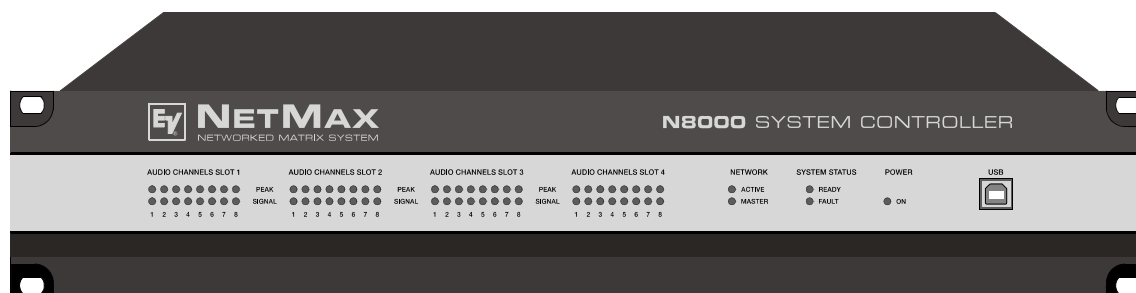 EV® NETMAX
NETWORKED MATRIX SYSTEM
N8000 SYSTEM CONTROLLER
AUDIO CHANNELS SLOT 1 AUDIO CHANNELS SLOT 2 AUDIO CHANNELS SLOT 3 AUDIO CHANNELS SLOT 4 NETWORK SYSTEM STATUS POWER USB
PEAK PEAK PEAK ACTIVE READY
SIGNAL SIGNAL SIGNAL MASTER FAULT ON
1 2 3 4 5 6 7 8 1 2 3 4 5 6 7 8 1 2 3 4 5 6 7 8 1 2 3 4 5 6 7 8